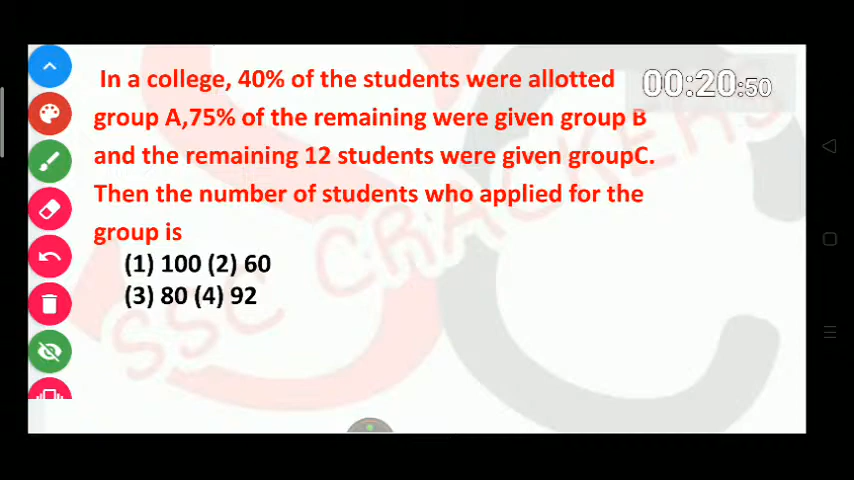 In a college, 40% of the students were allotted
00:20:50
group A,75% of the remaining were given group B
and the remaining 12 students were given groupC.
Then the number of students who applied for the
group is
(1) 100 (2) 60
(3) 80 (4) 92
SSC CRACKERS